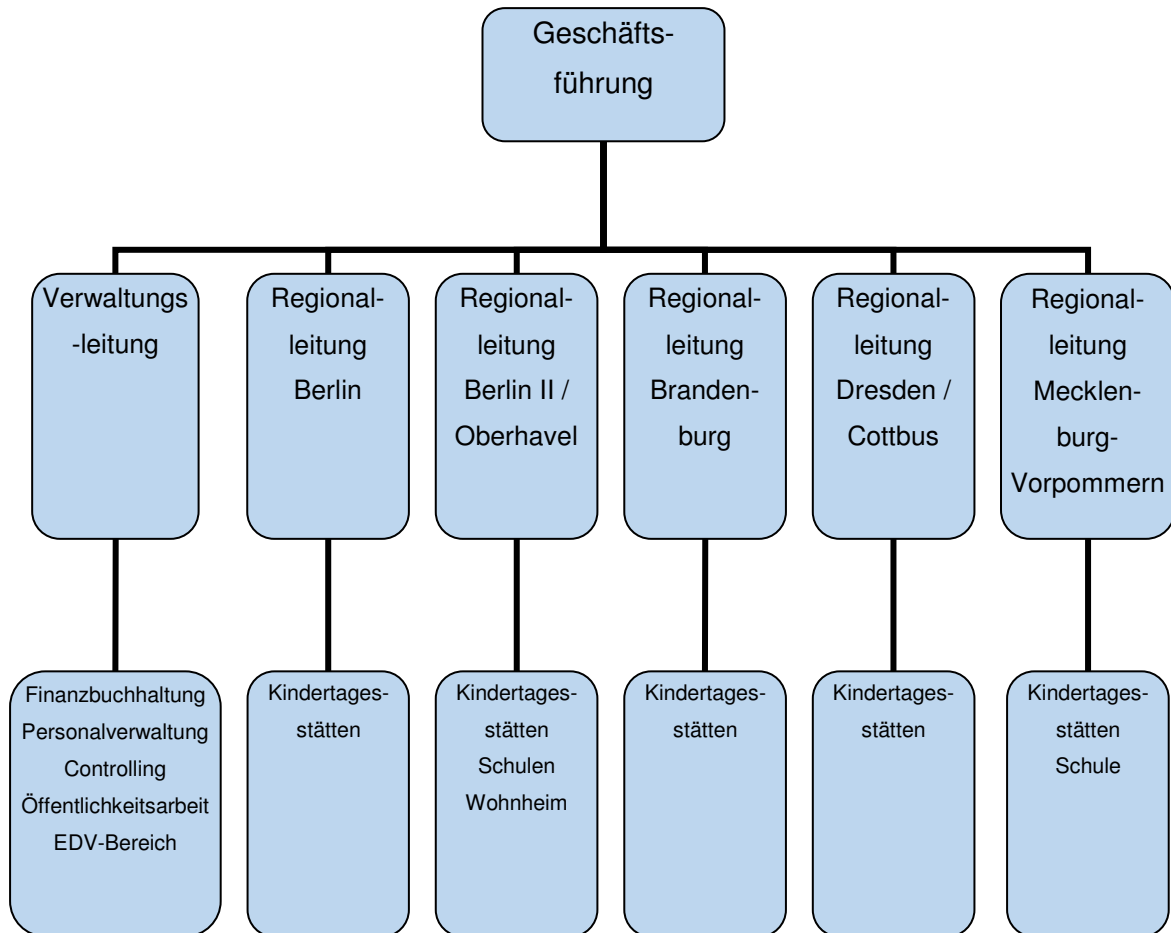 Geschäfts-
führung
Verwaltungs
-leitung
Regional-
leitung
Berlin
Regional-
leitung
Berlin II /
Oberhavel
Regional-
leitung
Branden-
burg
Regional-
leitung
Dresden /
Cottbus
Regional-
leitung
Mecklen-
burg-
Vorpommern
Finanzbuchhaltung
Personalverwaltung
Controlling
Öffentlichkeitsarbeit
EDV-Bereich
Kindertages-
stätten
Kindertages-
stätten
Schulen
Wohnheim
Kindertages-
stätten
Kindertages-
stätten
Kindertages-
stätten
Schule